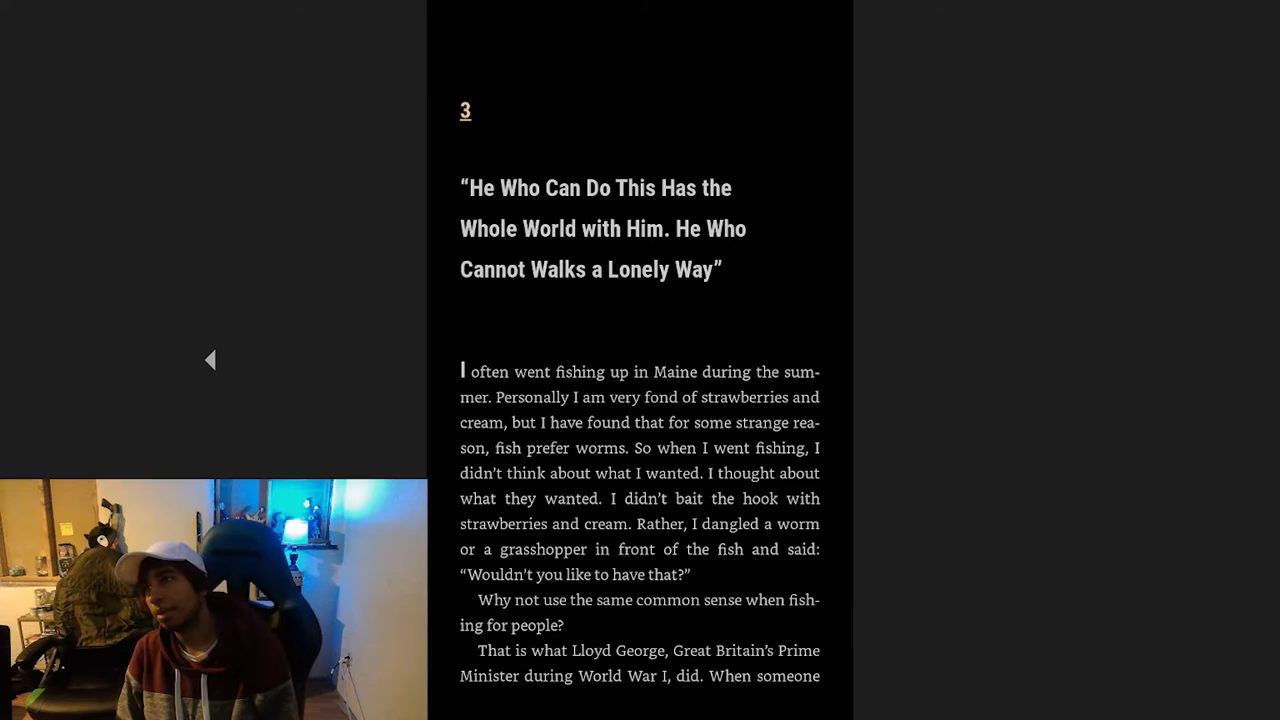 3
“He Who Can Do This Has the
Whole World with Him. He Who
Cannot Walks a Lonely Way”
I often went fishing up in Maine during the sum-
mer. Personally I am very fond of strawberries and
cream, but I have found that for some strange rea-
son, fish prefer worms. So when I went fishing, I
didn’t think about what I wanted. I thought about
what they wanted. I didn’t bait the hook with
strawberries and cream. Rather, I dangled a worm
or a grasshopper in front of the fish and said:
“Wouldn’t you like to have that?”
Why not use the same common sense when fish-
ing for people?
That is what Lloyd George, Great Britain’s Prime
Minister during World War I, did. When someone